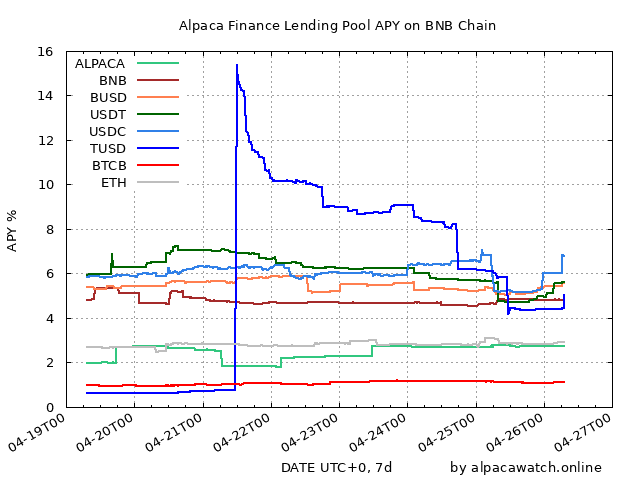 Alpaca Finance Lending Pool APY on BNB Chain
APY %
16
14
12
10
8
6
4
2
0
ALPACA
BNB
BUSD
USDT
USDC
TUSD
BTCB
ETH
04-19T00
04-20T00
04-21T00
04-22T00
04-23T00
04-24T00
04-25T00
04-26T00
04-27T00
DATE UTC+0, 7d
by alpacawatch.online